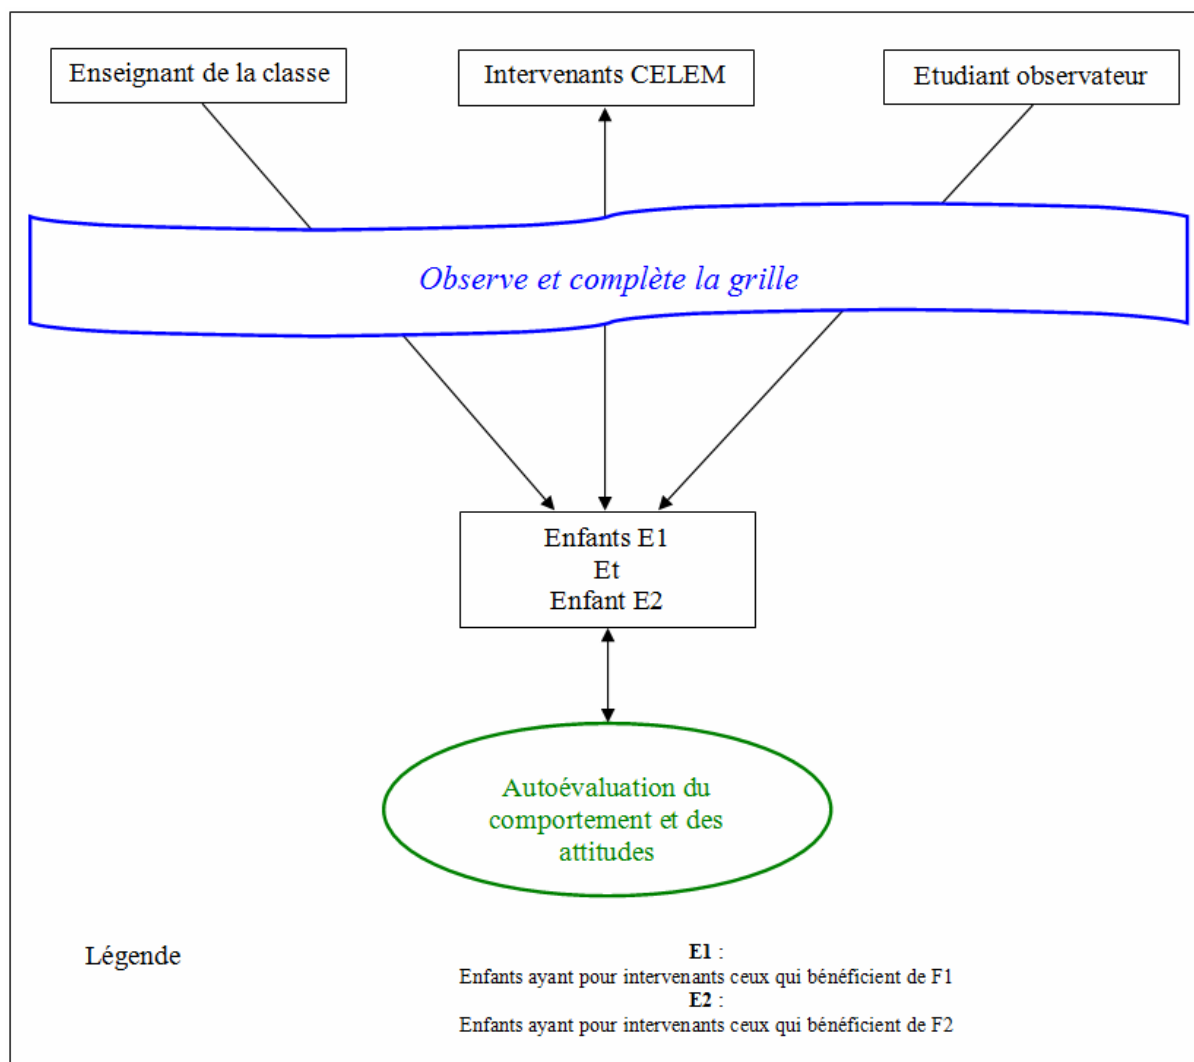 Enseignant de la classe
Intervenants CELEM
Etudiant observateur
Observe et complète la grille
Enfants E1
Et
Enfant E2
Autoévaluation du
comportement et des
attitudes
Légende
E1 :
Enfants ayant pour intervenants ceux qui bénéficient de F1
E2 :
Enfants ayant pour intervenants ceux qui bénéficient de F2